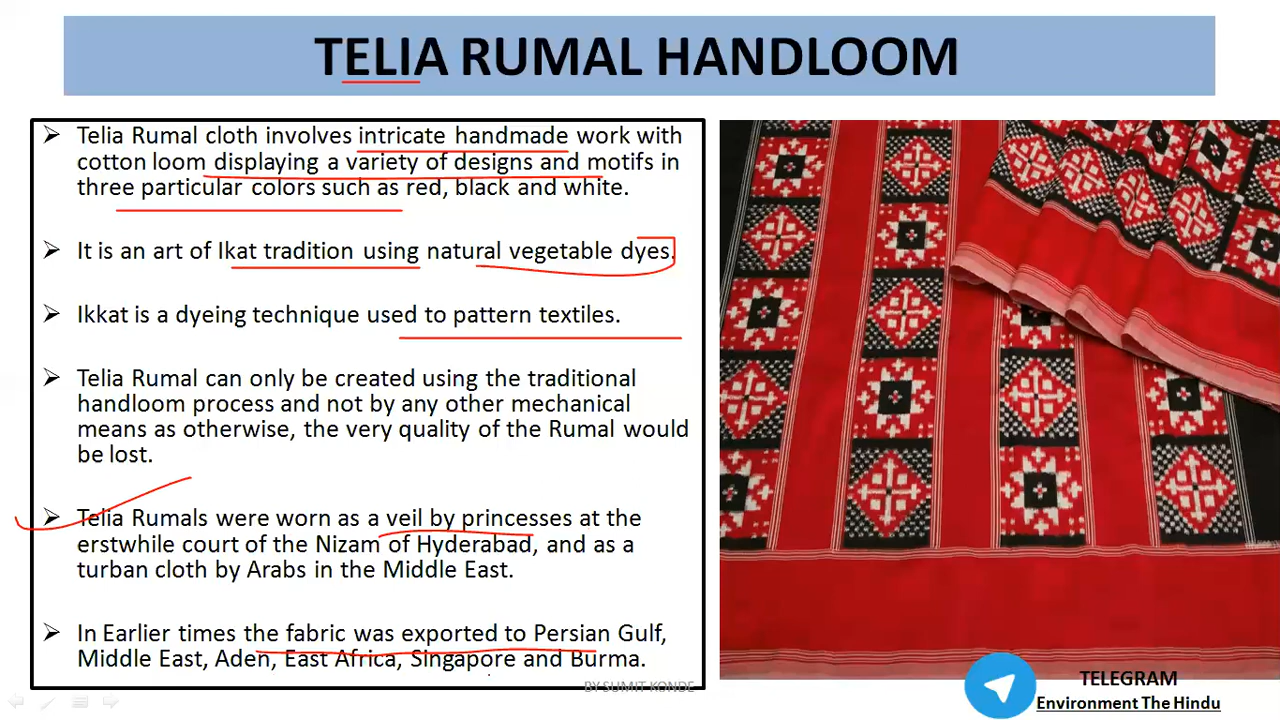 TELIA RUMAL HANDLOOM
➢ Telia Rumal cloth involves intricate handmade work with
cotton loom displaying a variety of designs and motifs in
three particular colors such as red, black and white.
➢ It is an art of Ikat tradition using natural vegetable dyes.
➢ Ikkat is a dyeing technique used to pattern textiles.
➢ Telia Rumal can only be created using the traditional
handloom process and not by any other mechanical
means as otherwise, the very quality of the Rumal would
be lost.
➢ Telia Rumals were worn as a veil by princesses at the
erstwhile court of the Nizam of Hyderabad, and as a
turban cloth by Arabs in the Middle East.
➢ In Earlier times the fabric was exported to Persian Gulf,
Middle East, Aden, East Africa, Singapore and Burma.
BY SUMIT KONDE
TELEGRAM
Environment The Hindu